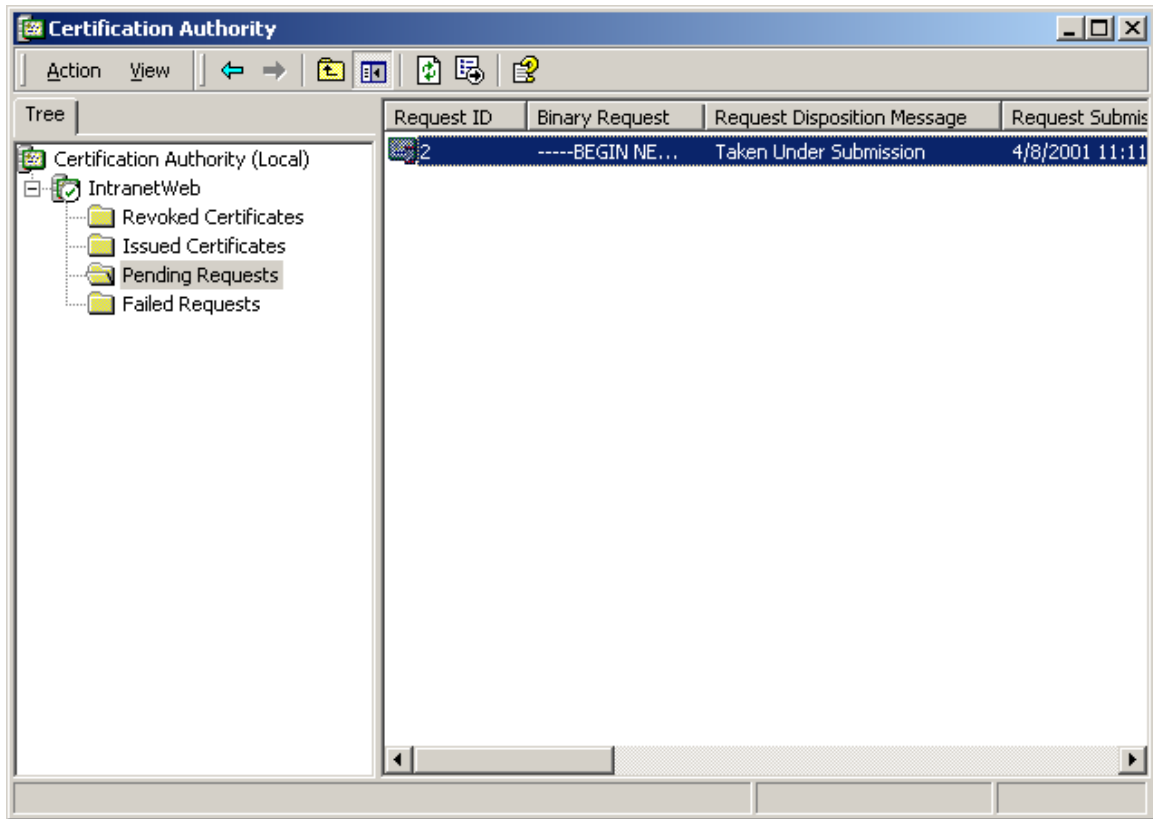 Certification Authority
Action View
Tree
Certification Authority (Local)
IntranetWeb
Revoked Certificates
Issued Certificates
Pending Requests
Failed Requests
Request ID Binary Request Request Disposition Message Request Submis
2 -----BEGIN NE... Taken Under Submission 4/8/2001 11:11